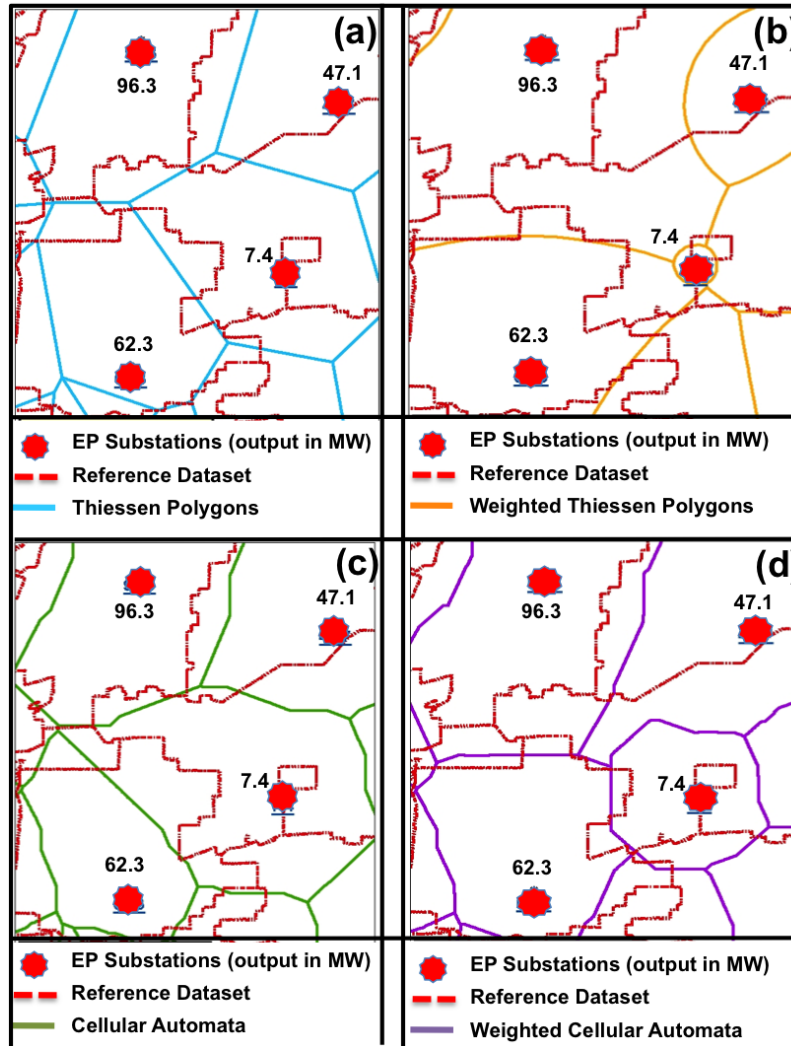 (a)
96.3
47.1
7.4
62.3
EP Substations (output in MW)
Reference Dataset
Thiessen Polygons
(b)
96.3
47.1
7.4
62.3
EP Substations (output in MW)
Reference Dataset
Weighted Thiessen Polygons
(c)
96.3
47.1
7.4
62.3
EP Substations (output in MW)
Reference Dataset
Cellular Automata
(d)
96.3
47.1
7.4
62.3
EP Substations (output in MW)
Reference Dataset
Weighted Cellular Automata